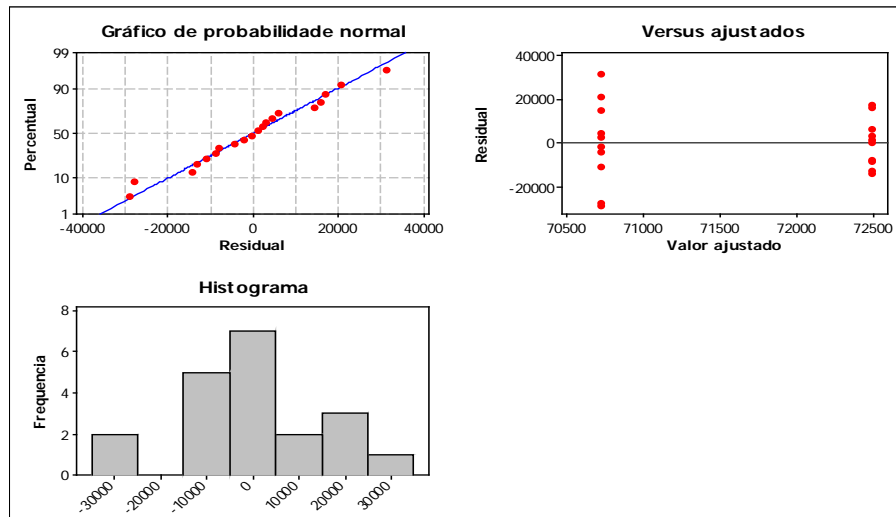 Gráfico de probabilidade normal
99
90
50
10
1
Percentual
-40000 -20000 0 20000 40000
Residual
Versus ajustados
40000
20000
0
-20000
Residual
70500 71000 71500 72000 72500
Valor ajustado
Histograma
8
6
4
2
0
Frequencia
-30000 -20000 -10000 0 10000 20000 30000